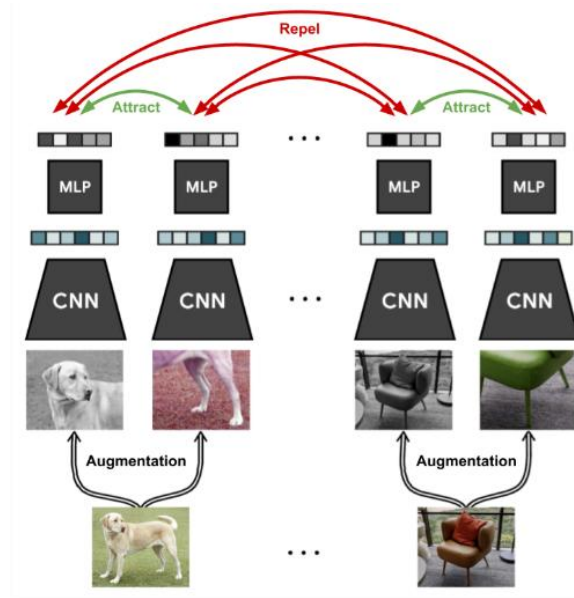 Repel
Attract
Attract
. . .
MLP
MLP
MLP
MLP
CNN
CNN
. . .
CNN
CNN
Augmentation
Augmentation
. . .